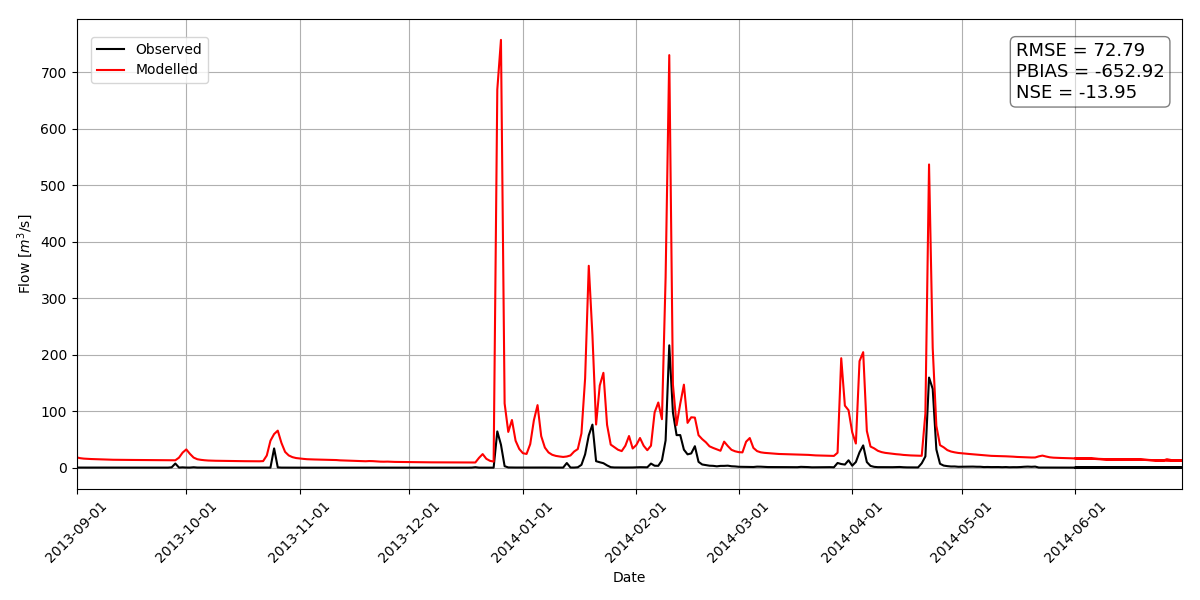 Observed
Modelled
RMSE = 72.79
PBIAS = -652.92
NSE = -13.95
Flow [m³/s]
700
600
500
400
300
200
100
0
2013-09-01
2013-10-01
2013-11-01
2013-12-01
2014-01-01
2014-02-01
2014-03-01
2014-04-01
2014-05-01
2014-06-01
Date